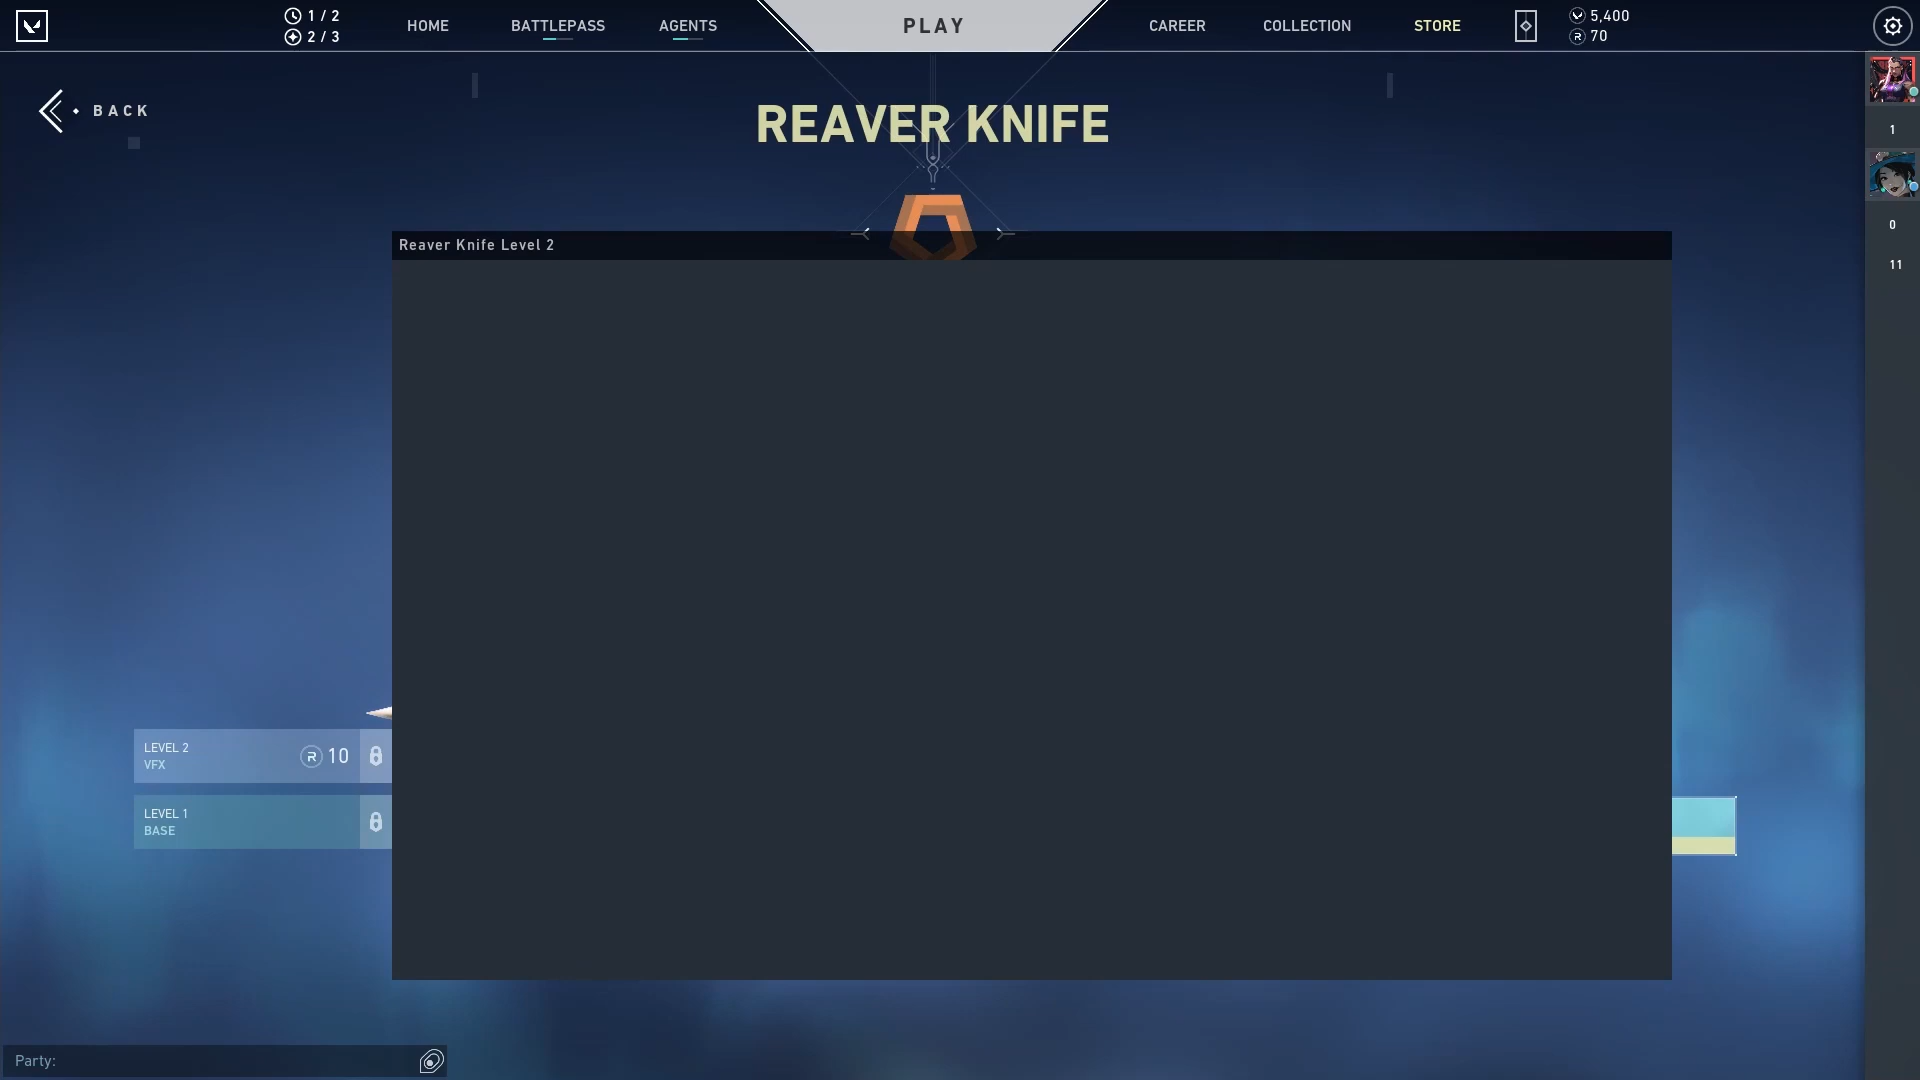 1 / 2
2 / 3
HOME
BATTLEPASS
AGENTS
PLAY
CAREER
COLLECTION
STORE
5,400
R 70
BACK
REAVER KNIFE
1
0
11
Reaver Knife Level 2
LEVEL 2
VFX
R 10
LEVEL 1
BASE
Party: